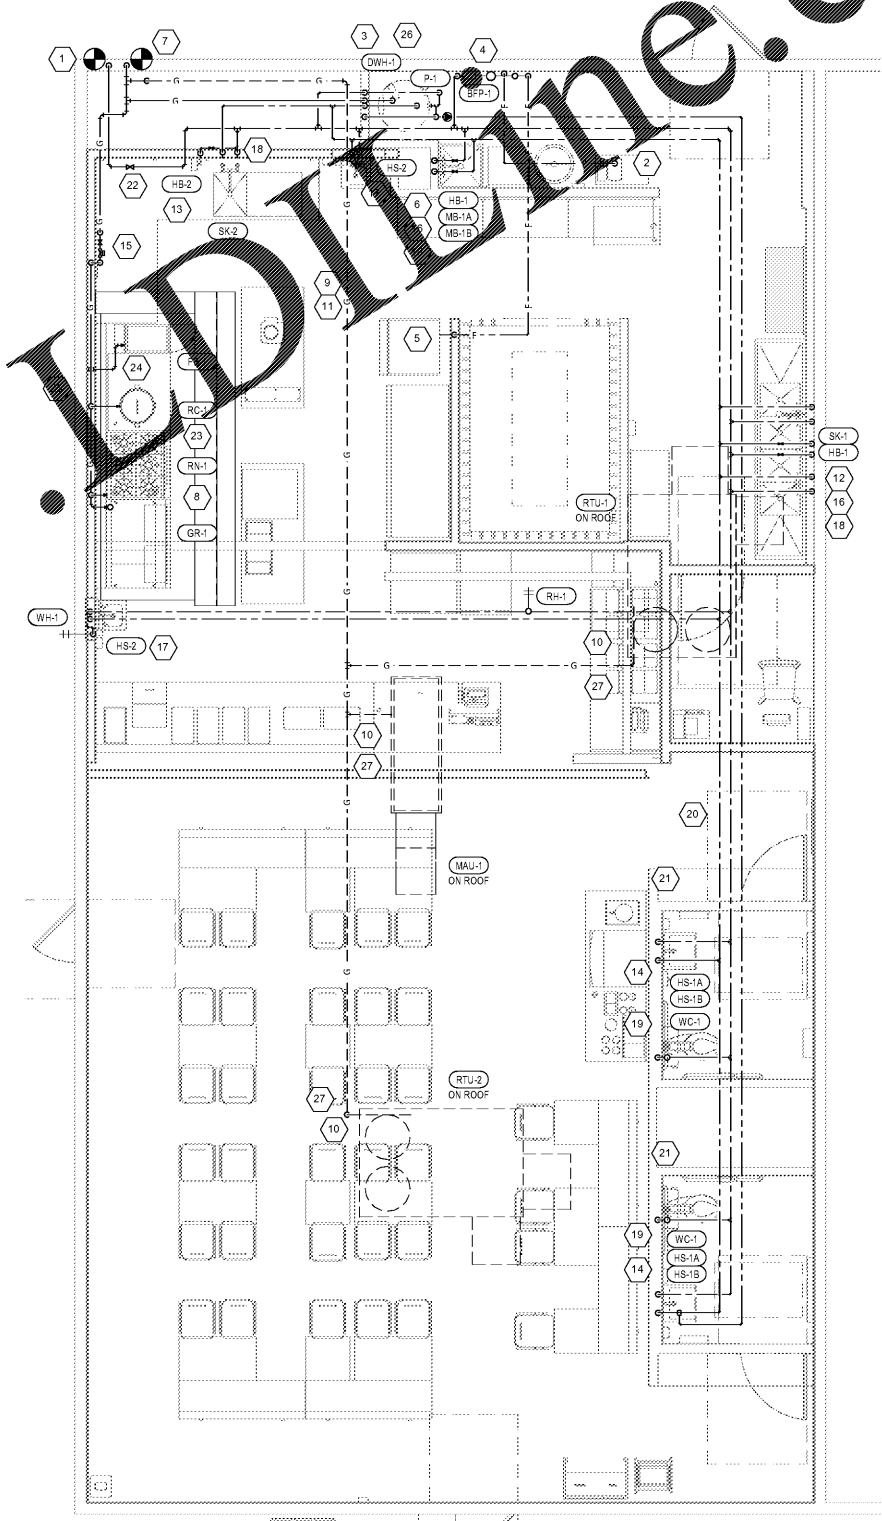 .LDILine.
1
7
3
26
4
DWH-1
P-1
BFP-1
G
G
G
F
G
18
22
HB-2
13
SK-2
HS-2
2
6
HB-1
MB-1A
MB-1B
G
G
F
15
9
11
G
F
5
F
24
RC-1
23
RN-1
8
GR-1
G
SK-1
HB-1
12
16
18
RTU-1
ON ROOF
G
G
WH-1
HS-2
17
RH-1
10
27
G
G
G
G
10
27
G
MAU-1
ON ROOF
20
21
G
14
HS-1A
HS-1B
19
WC-1
27
10
RTU-2
ON ROOF
21
19
WC-1
14
HS-1A
HS-1B